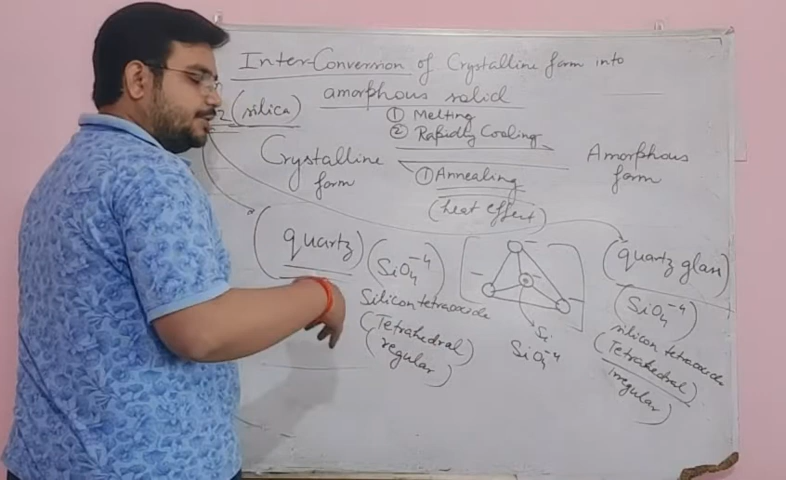 Inter-Conversion of Crystalline form into
amorphous solid
2 (silica)
① Melting
② Rapidly Cooling
Crystalline
form
① Annealing
(heat effect)
Amorphous
form
(quartz)
(SiO4-4)
Silicon tetraoxide
(Tetrahedral)
(regular)
Si
SiO4-4
(quartz glass)
(SiO4-4)
silicon tetraoxide
(Tetrahedral)
irregular)